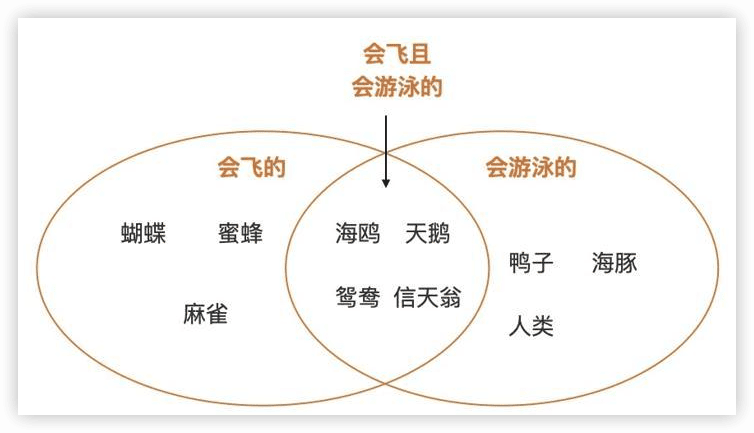 会飞且
会游泳的
会飞的
会游泳的
蝴蝶 蜜蜂
麻雀
海鸥 天鹅
鸳鸯 信天翁
鸭子 海豚
人类